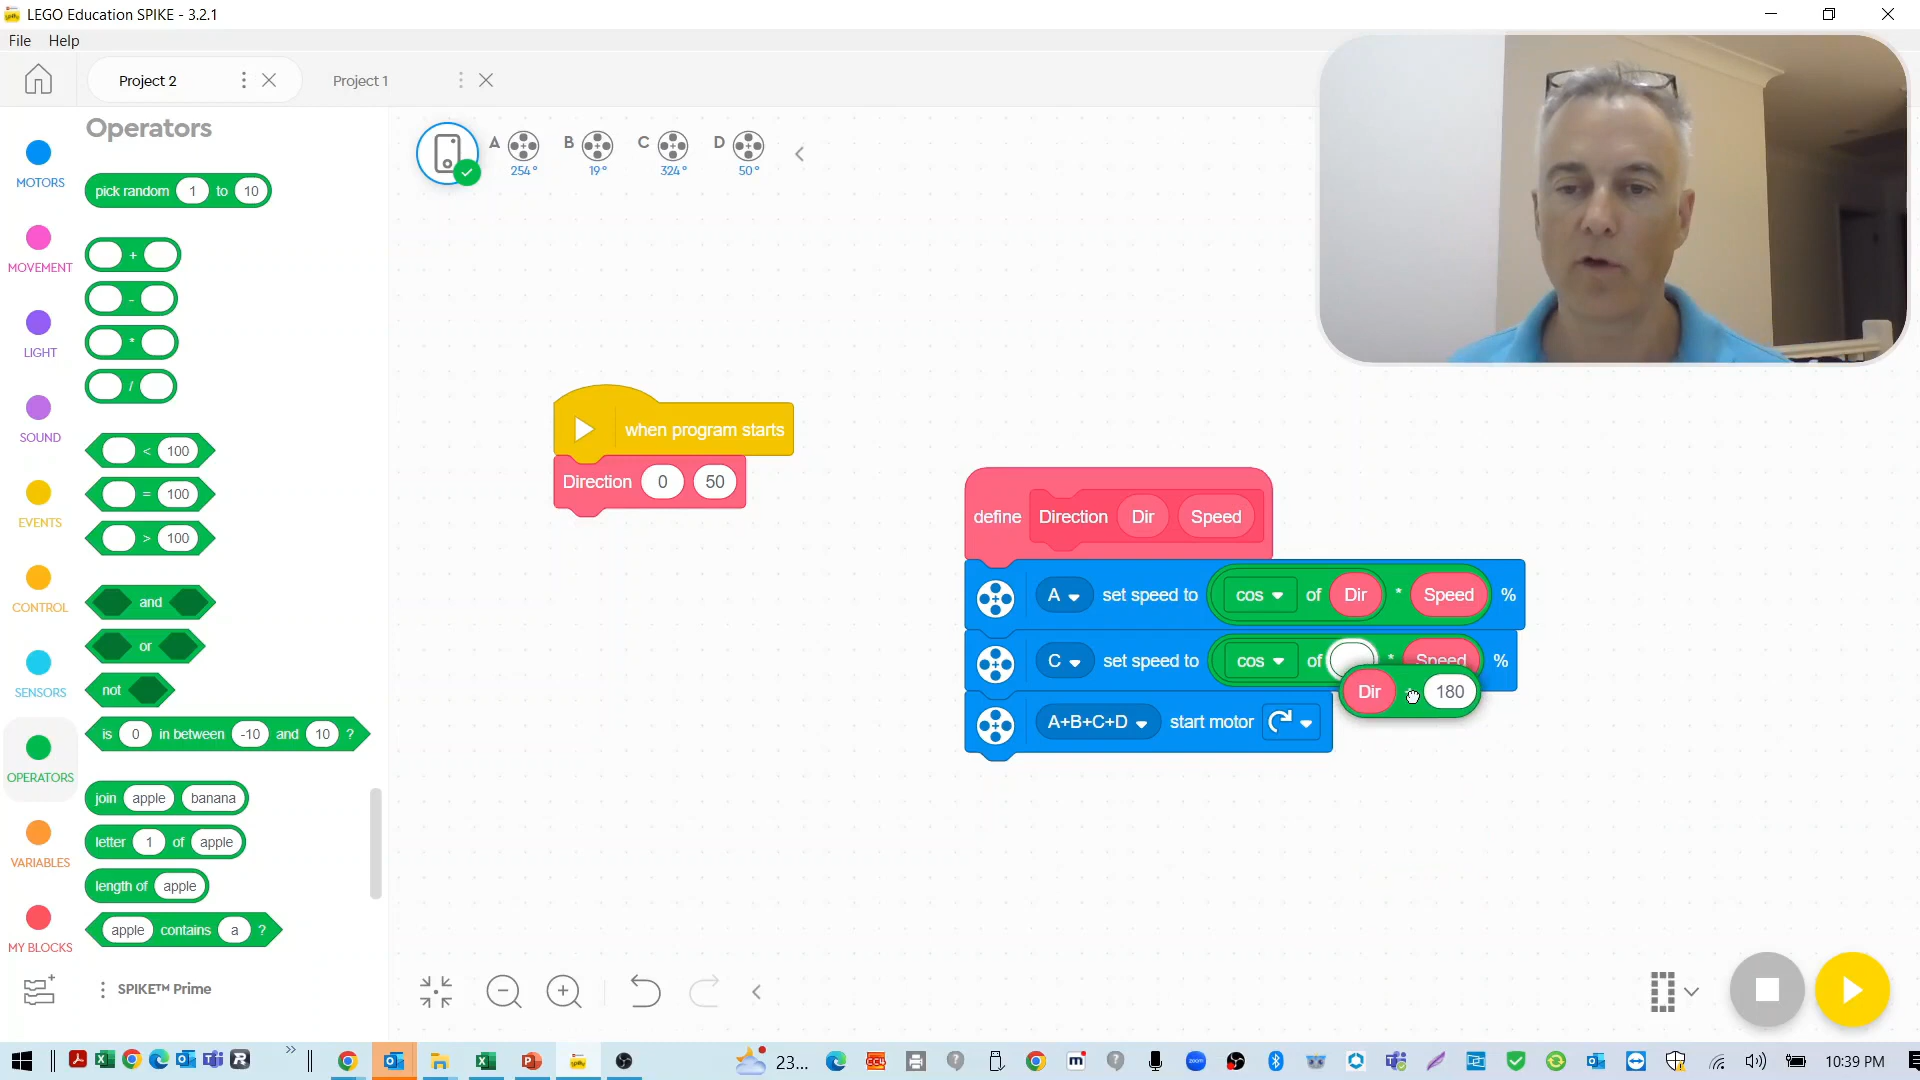 LEGO Education SPIKE - 3.2.1
File Help
Project 2
Project 1
Operators
A 254° B 19° C 324° D 50°
MOTORS
MOVEMENT
LIGHT
SOUND
EVENTS
CONTROL
SENSORS
OPERATORS
VARIABLES
MY BLOCKS
pick random 1 to 10
+
-
*
/
< 100
= 100
> 100
and
or
not
is 0 in between -10 and 10 ?
join apple banana
letter 1 of apple
length of apple
apple contains a ?
SPIKE™ Prime
when program starts
Direction 0 50
define Direction Dir Speed
A set speed to cos of Dir * Speed %
C set speed to cos of * Speed %
Dir 180
A+B+C+D start motor
23...
10:39 PM